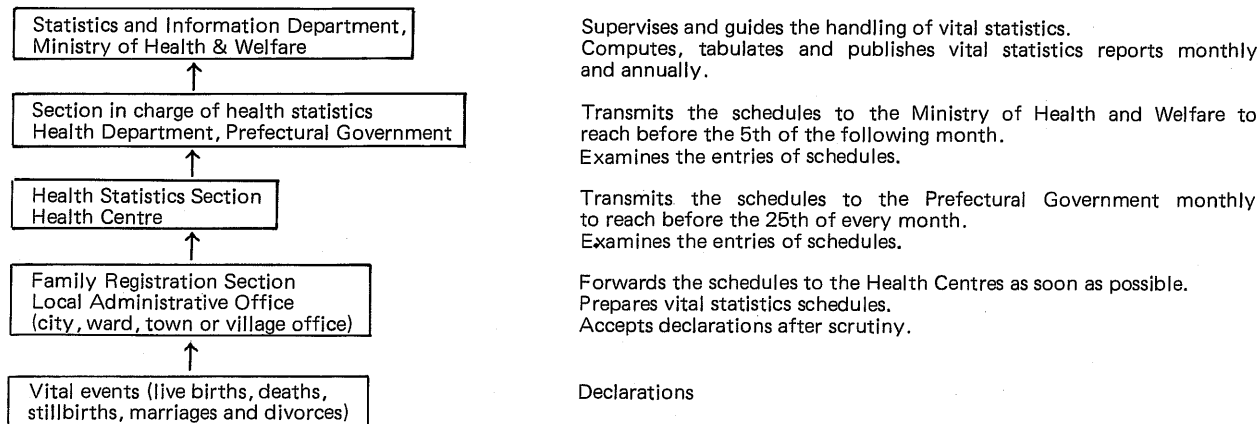 Statistics and Information Department,
Ministry of Health & Welfare
Supervises and guides the handling of vital statistics.
Computes, tabulates and publishes vital statistics reports monthly
and annually.
Section in charge of health statistics
Health Department, Prefectural Government
Transmits the schedules to the Ministry of Health and Welfare to
reach before the 5th of the following month.
Examines the entries of schedules.
Health Statistics Section
Health Centre
Transmits the schedules to the Prefectural Government monthly
to reach before the 25th of every month.
Examines the entries of schedules.
Family Registration Section
Local Administrative Office
(city, ward, town or village office)
Forwards the schedules to the Health Centres as soon as possible.
Prepares vital statistics schedules.
Accepts declarations after scrutiny.
Vital events (live births, deaths,
stillbirths, marriages and divorces)
Declarations